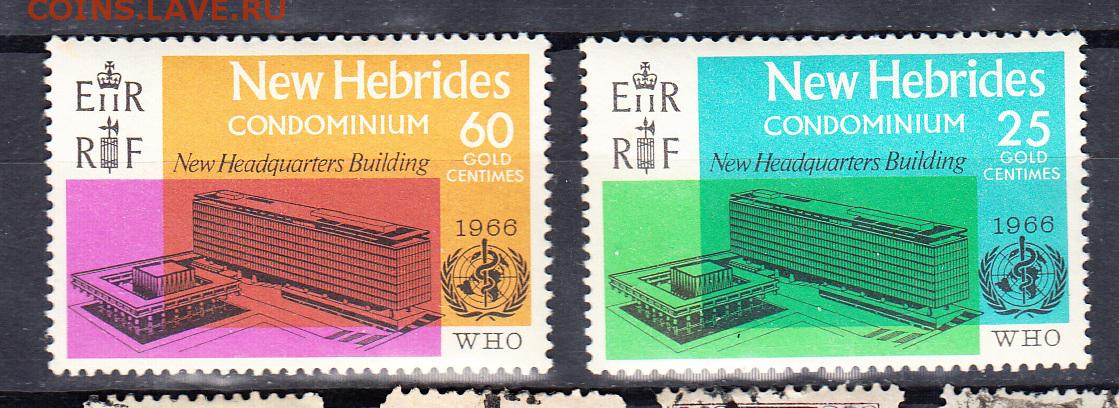 COINS.LAVE.RU
EIIR
RF
New Hebrides
CONDOMINIUM
60
GOLD
CENTIMES
New Headquarters Building
1966
WHO
EIIR
RF
New Hebrides
CONDOMINIUM
25
GOLD
CENTIMES
New Headquarters Building
1966
WHO